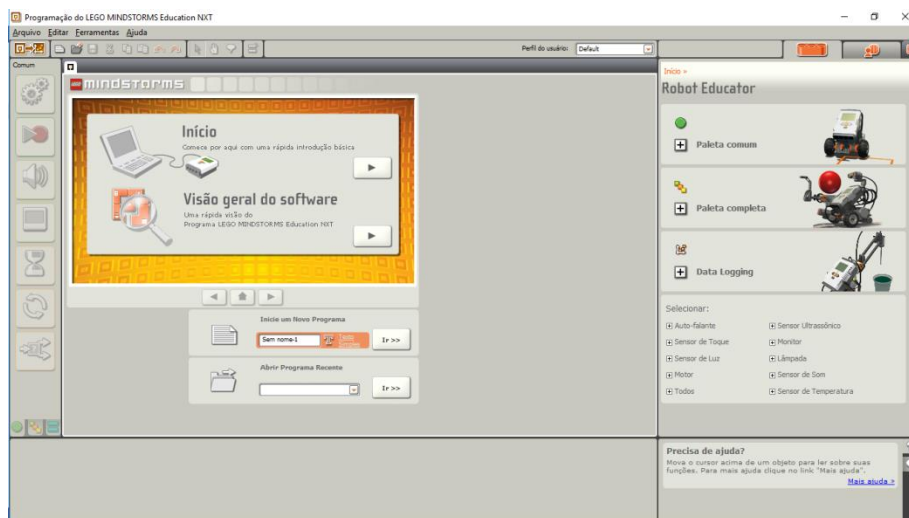 Programação do LEGO MINDSTORMS Education NXT
Arquivo Editar Ferramentas Ajuda
Perfil do usuário: Default
Comum
mindstorms
Início
Comece por aqui com uma rápida introdução básica
Visão geral do software
Uma rápida visão do
Programa LEGO MINDSTORMS Education NXT
Inicie um Novo Programa
Sem nome-1
Ir >>
Abrir Programa Recente
Ir >>
Início »
Robot Educator
Paleta comum
Paleta completa
Data Logging
Selecionar:
Auto-falante Sensor Ultrassônico
Sensor de Toque Monitor
Sensor de Luz Lâmpada
Motor Sensor de Som
Todos Sensor de Temperatura
Precisa de ajuda?
Mova o cursor acima de um objeto para ler sobre suas
funções. Para mais ajuda clique no link "Mais ajuda".
Mais ajuda »